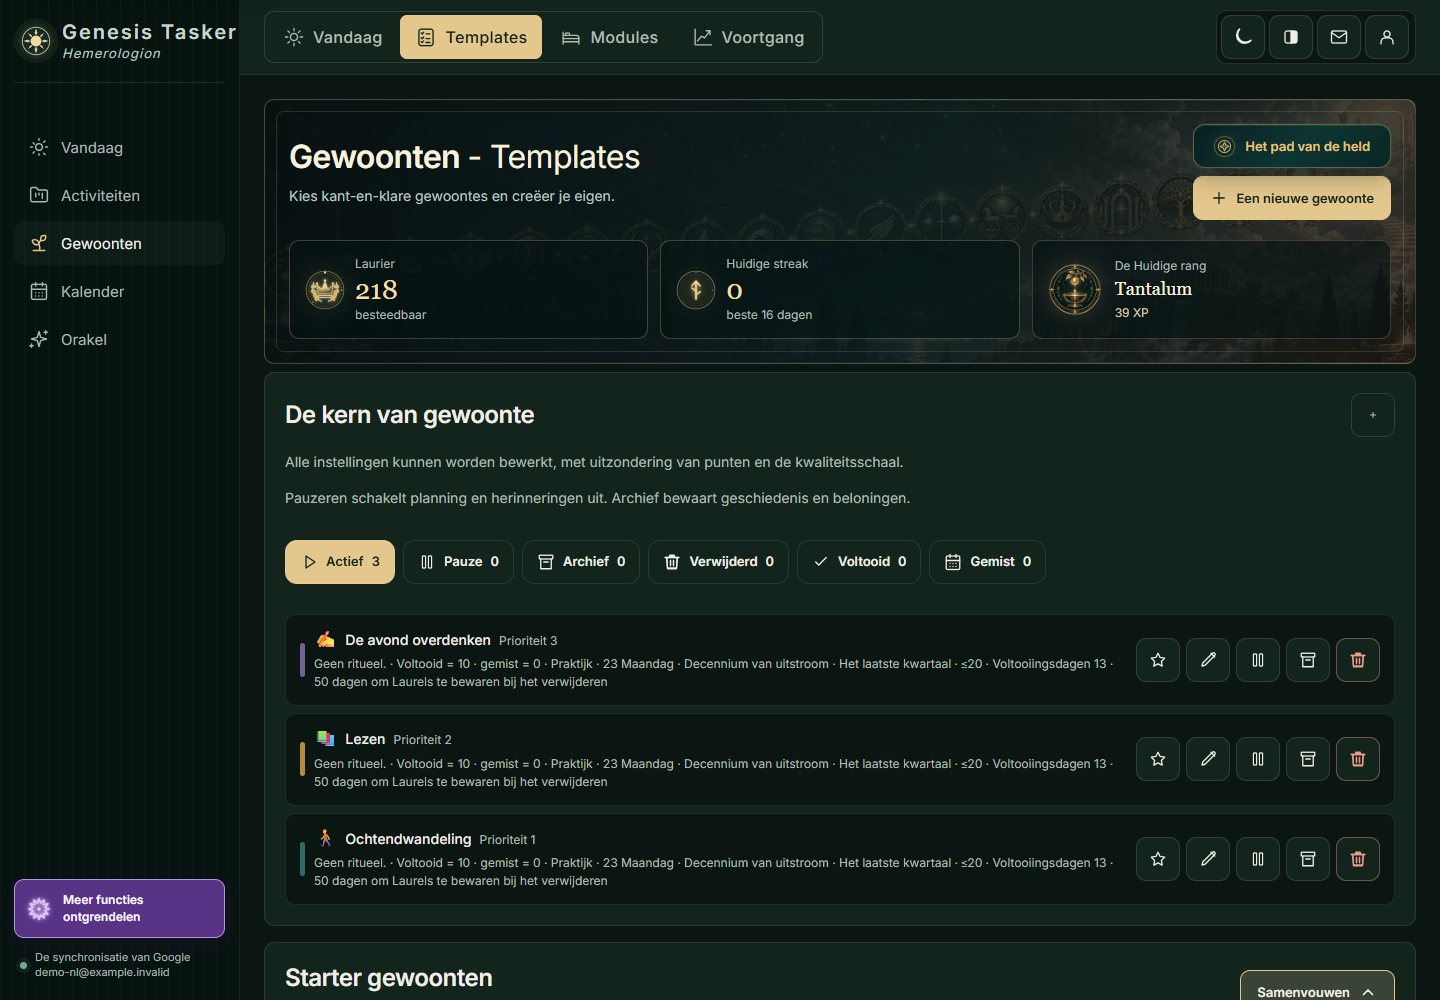 Genesis Tasker
Hemerologion
Vandaag
Templates
Modules
Voortgang
Vandaag
Activiteiten
Gewoonten
Kalender
Orakel
Meer functies
ontgrendelen
De synchronisatie van Google
demo-nl@example.invalid
Gewoonten - Templates
Kies kant-en-klare gewoontes en creëer je eigen.
Het pad van de held
Een nieuwe gewoonte
Laurier
218
besteedbaar
Huidige streak
0
beste 16 dagen
De Huidige rang
Tantalum
39 XP
De kern van gewoonte
Alle instellingen kunnen worden bewerkt, met uitzondering van punten en de kwaliteitsschaal.
Pauzeren schakelt planning en herinneringen uit. Archief bewaart geschiedenis en beloningen.
Actief 3
Pauze 0
Archief 0
Verwijderd 0
Voltooid 0
Gemist 0
De avond overdenken Prioriteit 3
Geen ritueel. · Voltooid = 10 · gemist = 0 · Praktijk · 23 Maandag · Decennium van uitstroom · Het laatste kwartaal · ≤20 · Voltooiingsdagen 13 ·
50 dagen om Laurels te bewaren bij het verwijderen
Lezen Prioriteit 2
Geen ritueel. · Voltooid = 10 · gemist = 0 · Praktijk · 23 Maandag · Decennium van uitstroom · Het laatste kwartaal · ≤20 · Voltooiingsdagen 13 ·
50 dagen om Laurels te bewaren bij het verwijderen
Ochtendwandeling Prioriteit 1
Geen ritueel. · Voltooid = 10 · gemist = 0 · Praktijk · 23 Maandag · Decennium van uitstroom · Het laatste kwartaal · ≤20 · Voltooiingsdagen 13 ·
50 dagen om Laurels te bewaren bij het verwijderen
Starter gewoonten
Samenvouwen